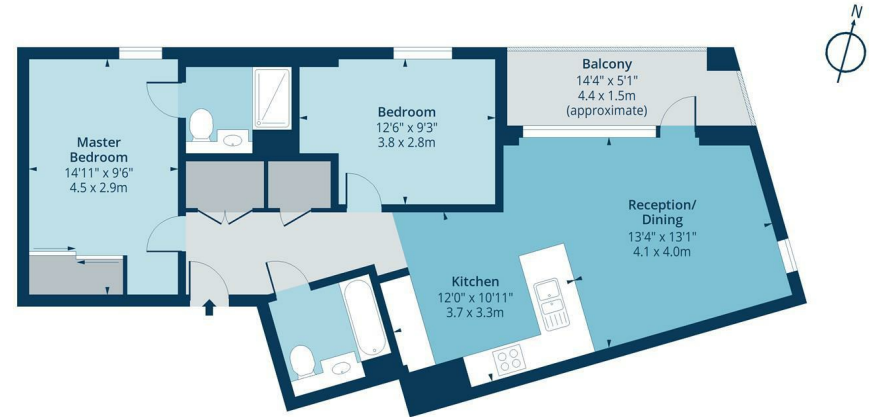 N
Balcony
14'4" x 5'1"
4.4 x 1.5m
(approximate)
Master
Bedroom
14'11" x 9'6"
4.5 x 2.9m
Bedroom
12'6" x 9'3"
3.8 x 2.8m
Reception/
Dining
13'4" x 13'1"
4.1 x 4.0m
Kitchen
12'0" x 10'11"
3.7 x 3.3m